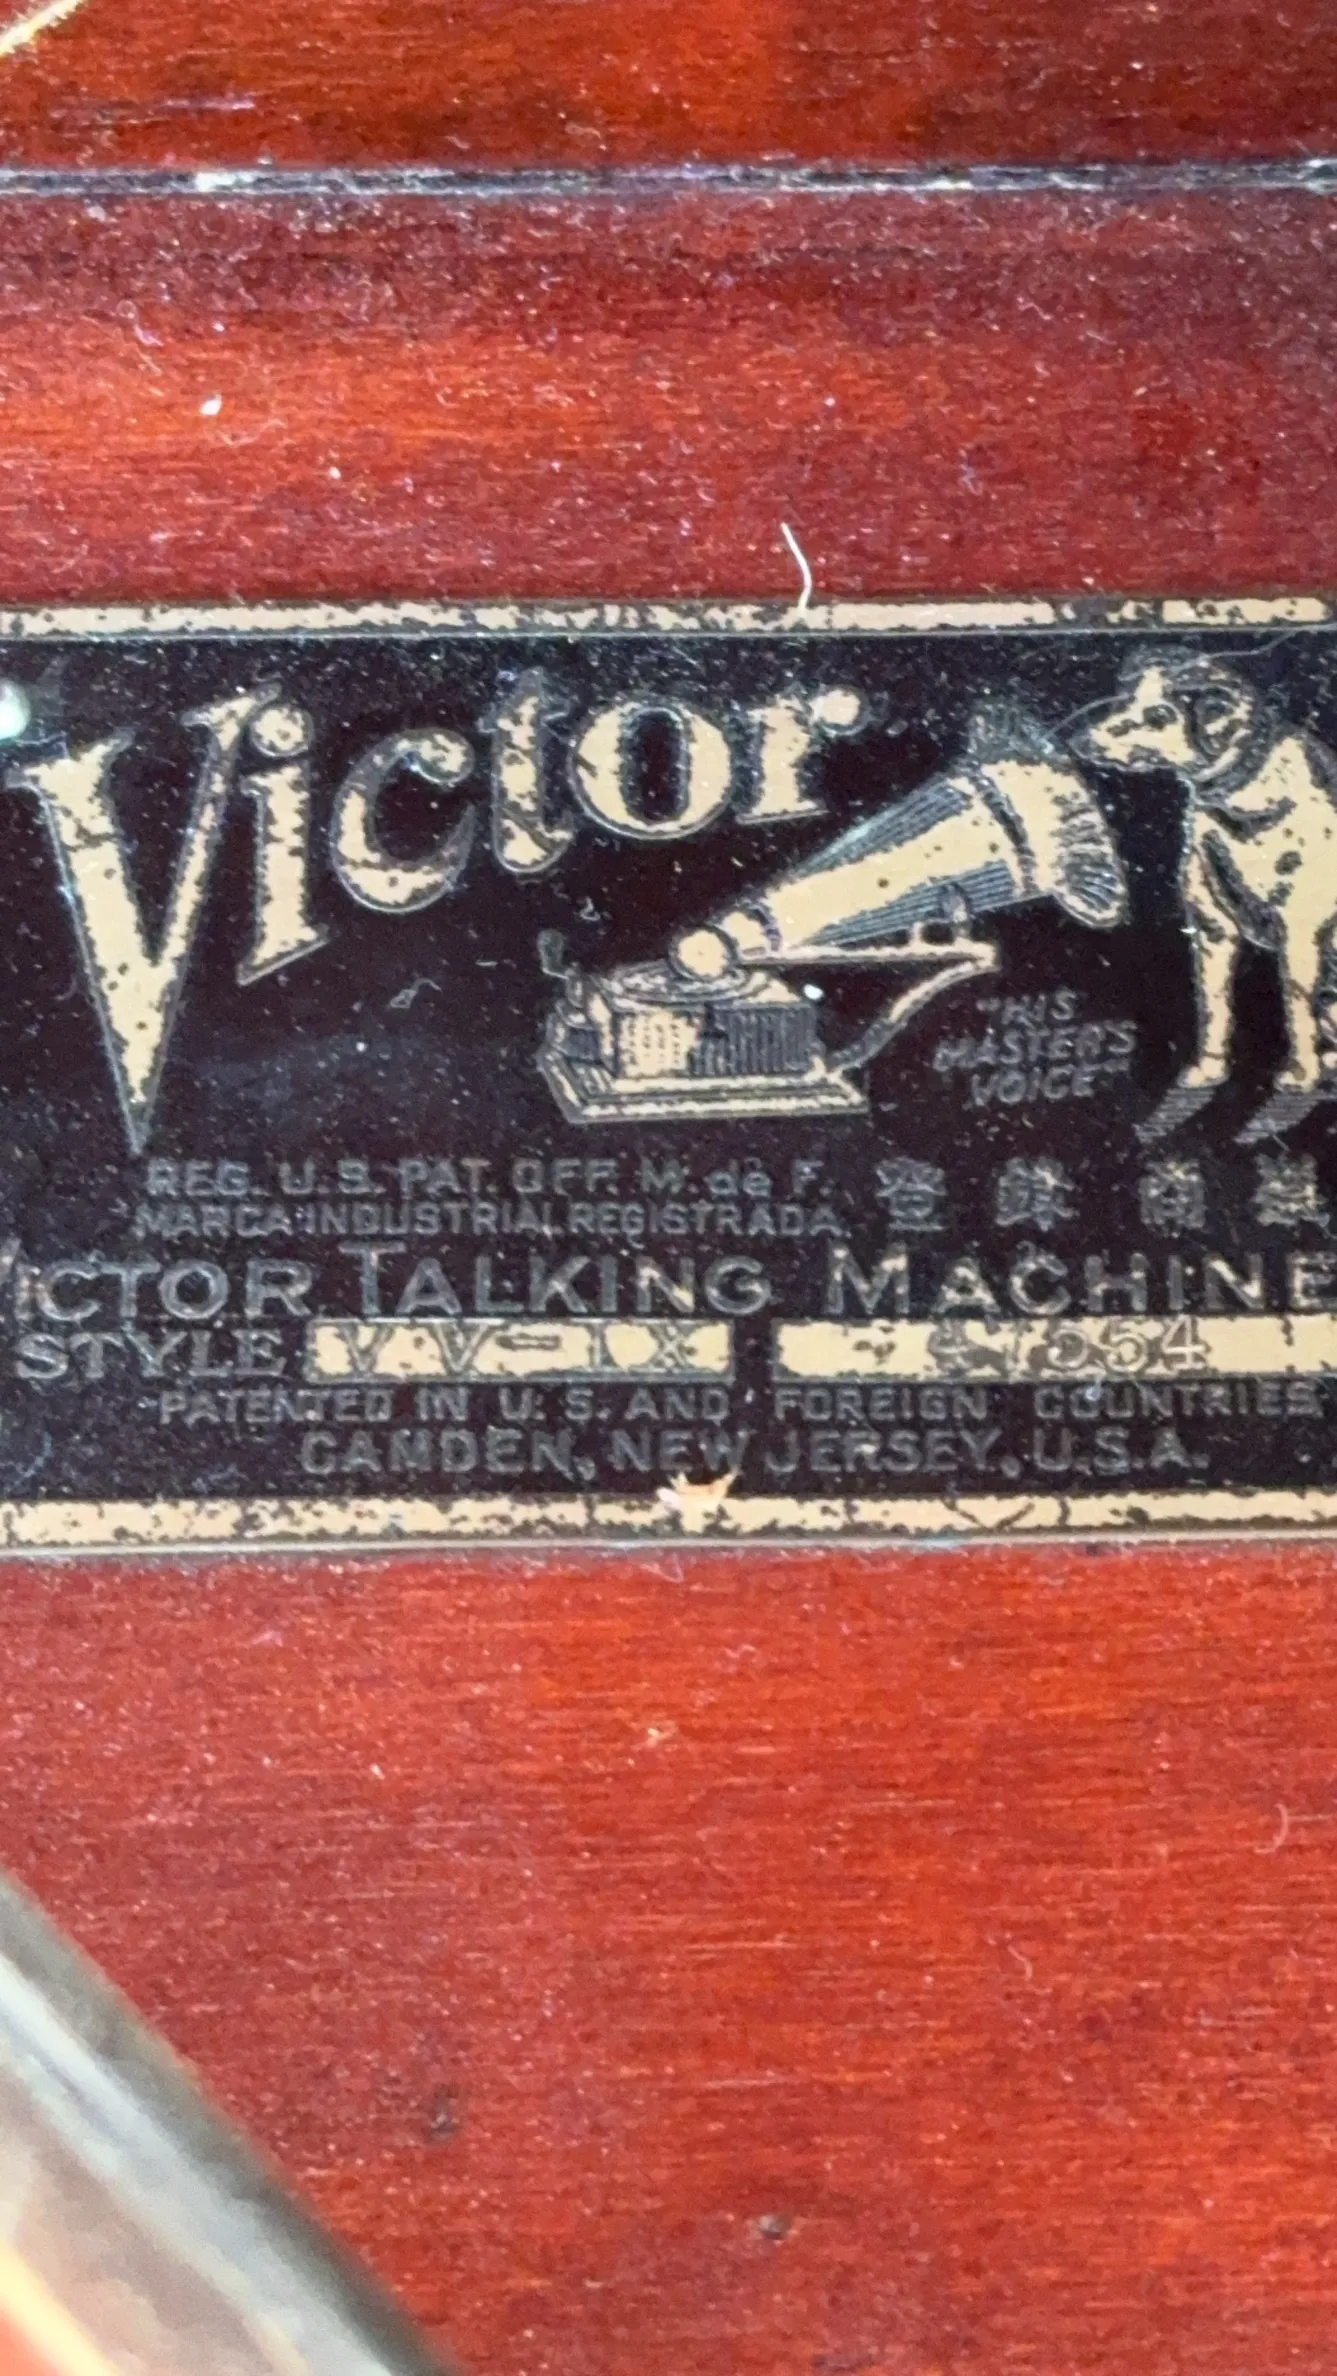 Victor
"HIS
MASTER'S
VOICE"
REG. U.S. PAT. OFF. M. de F. 登録商標
MARCA INDUSTRIAL REGISTRADA
VICTOR TALKING MACHINE
STYLE VV-IX
PATENTED IN U.S. AND FOREIGN COUNTRIES
CAMDEN, NEW JERSEY, U.S.A.